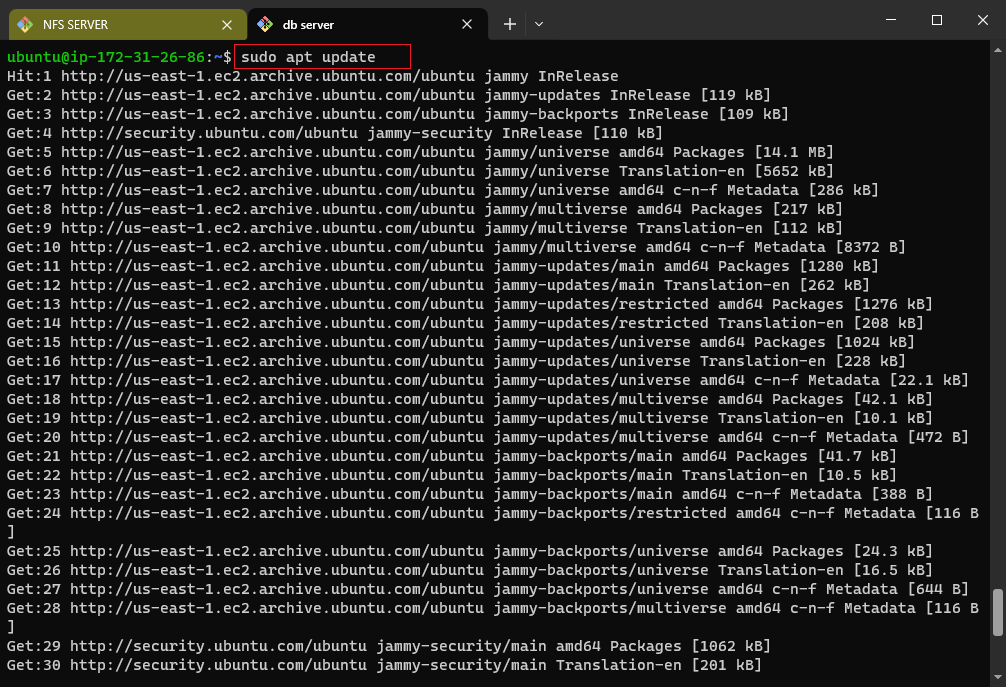 NFS SERVER
db server
ubuntu@ip-172-31-26-86:~$ sudo apt update
Hit:1 http://us-east-1.ec2.archive.ubuntu.com/ubuntu jammy InRelease
Get:2 http://us-east-1.ec2.archive.ubuntu.com/ubuntu jammy-updates InRelease [119 kB]
Get:3 http://us-east-1.ec2.archive.ubuntu.com/ubuntu jammy-backports InRelease [109 kB]
Get:4 http://security.ubuntu.com/ubuntu jammy-security InRelease [110 kB]
Get:5 http://us-east-1.ec2.archive.ubuntu.com/ubuntu jammy/universe amd64 Packages [14.1 MB]
Get:6 http://us-east-1.ec2.archive.ubuntu.com/ubuntu jammy/universe Translation-en [5652 kB]
Get:7 http://us-east-1.ec2.archive.ubuntu.com/ubuntu jammy/universe amd64 c-n-f Metadata [286 kB]
Get:8 http://us-east-1.ec2.archive.ubuntu.com/ubuntu jammy/multiverse amd64 Packages [217 kB]
Get:9 http://us-east-1.ec2.archive.ubuntu.com/ubuntu jammy/multiverse Translation-en [112 kB]
Get:10 http://us-east-1.ec2.archive.ubuntu.com/ubuntu jammy/multiverse amd64 c-n-f Metadata [8372 B]
Get:11 http://us-east-1.ec2.archive.ubuntu.com/ubuntu jammy-updates/main amd64 Packages [1280 kB]
Get:12 http://us-east-1.ec2.archive.ubuntu.com/ubuntu jammy-updates/main Translation-en [262 kB]
Get:13 http://us-east-1.ec2.archive.ubuntu.com/ubuntu jammy-updates/restricted amd64 Packages [1276 kB]
Get:14 http://us-east-1.ec2.archive.ubuntu.com/ubuntu jammy-updates/restricted Translation-en [208 kB]
Get:15 http://us-east-1.ec2.archive.ubuntu.com/ubuntu jammy-updates/universe amd64 Packages [1024 kB]
Get:16 http://us-east-1.ec2.archive.ubuntu.com/ubuntu jammy-updates/universe Translation-en [228 kB]
Get:17 http://us-east-1.ec2.archive.ubuntu.com/ubuntu jammy-updates/universe amd64 c-n-f Metadata [22.1 kB]
Get:18 http://us-east-1.ec2.archive.ubuntu.com/ubuntu jammy-updates/multiverse amd64 Packages [42.1 kB]
Get:19 http://us-east-1.ec2.archive.ubuntu.com/ubuntu jammy-updates/multiverse Translation-en [10.1 kB]
Get:20 http://us-east-1.ec2.archive.ubuntu.com/ubuntu jammy-updates/multiverse amd64 c-n-f Metadata [472 B]
Get:21 http://us-east-1.ec2.archive.ubuntu.com/ubuntu jammy-backports/main amd64 Packages [41.7 kB]
Get:22 http://us-east-1.ec2.archive.ubuntu.com/ubuntu jammy-backports/main Translation-en [10.5 kB]
Get:23 http://us-east-1.ec2.archive.ubuntu.com/ubuntu jammy-backports/main amd64 c-n-f Metadata [388 B]
Get:24 http://us-east-1.ec2.archive.ubuntu.com/ubuntu jammy-backports/restricted amd64 c-n-f Metadata [116 B
]
Get:25 http://us-east-1.ec2.archive.ubuntu.com/ubuntu jammy-backports/universe amd64 Packages [24.3 kB]
Get:26 http://us-east-1.ec2.archive.ubuntu.com/ubuntu jammy-backports/universe Translation-en [16.5 kB]
Get:27 http://us-east-1.ec2.archive.ubuntu.com/ubuntu jammy-backports/universe amd64 c-n-f Metadata [644 B]
Get:28 http://us-east-1.ec2.archive.ubuntu.com/ubuntu jammy-backports/multiverse amd64 c-n-f Metadata [116 B
]
Get:29 http://security.ubuntu.com/ubuntu jammy-security/main amd64 Packages [1062 kB]
Get:30 http://security.ubuntu.com/ubuntu jammy-security/main Translation-en [201 kB]